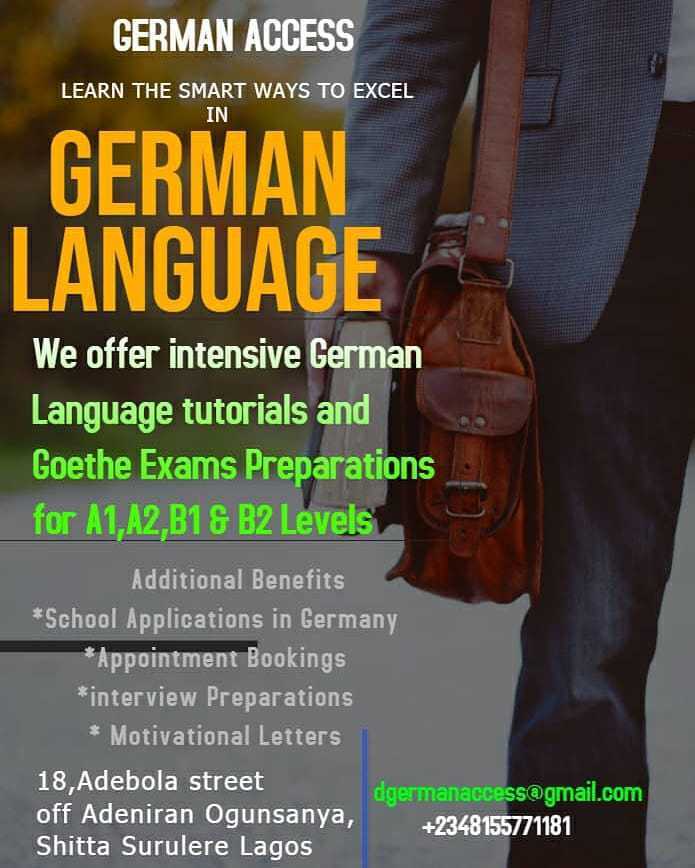 GERMAN ACCESS
LEARN THE SMART WAYS TO EXCEL
IN
GERMAN
LANGUAGE
We offer intensive German
Language tutorials and
Goethe Exams Preparations
for A1,A2,B1 & B2 Levels
Additional Benefits
*School Applications in Germany
*Appointment Bookings
*interview Preparations
* Motivational Letters
18,Adebola street
off Adeniran Ogunsanya,
Shitta Surulere Lagos
dgermanaccess@gmail.com
+2348155771181